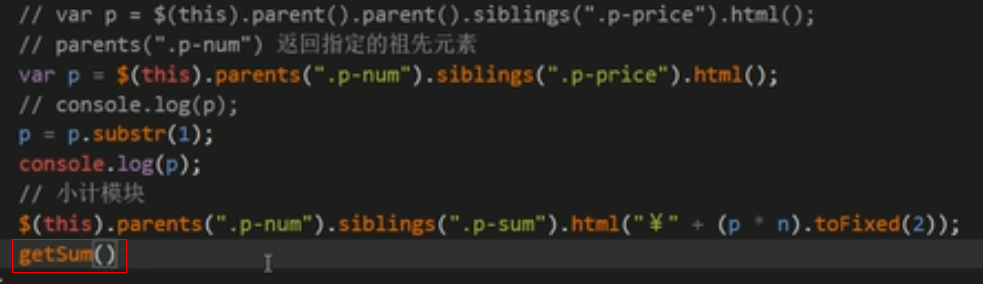 // var p = $(this).parent().parent().siblings(".p-price").html();
// parents(".p-num") 返回指定的祖先元素
var p = $(this).parents(".p-num").siblings(".p-price").html();
// console.log(p);
p = p.substr(1);
console.log(p);
// 小计模块
$(this).parents(".p-num").siblings(".p-sum").html("￥" + (p * n).toFixed(2));
getSum()